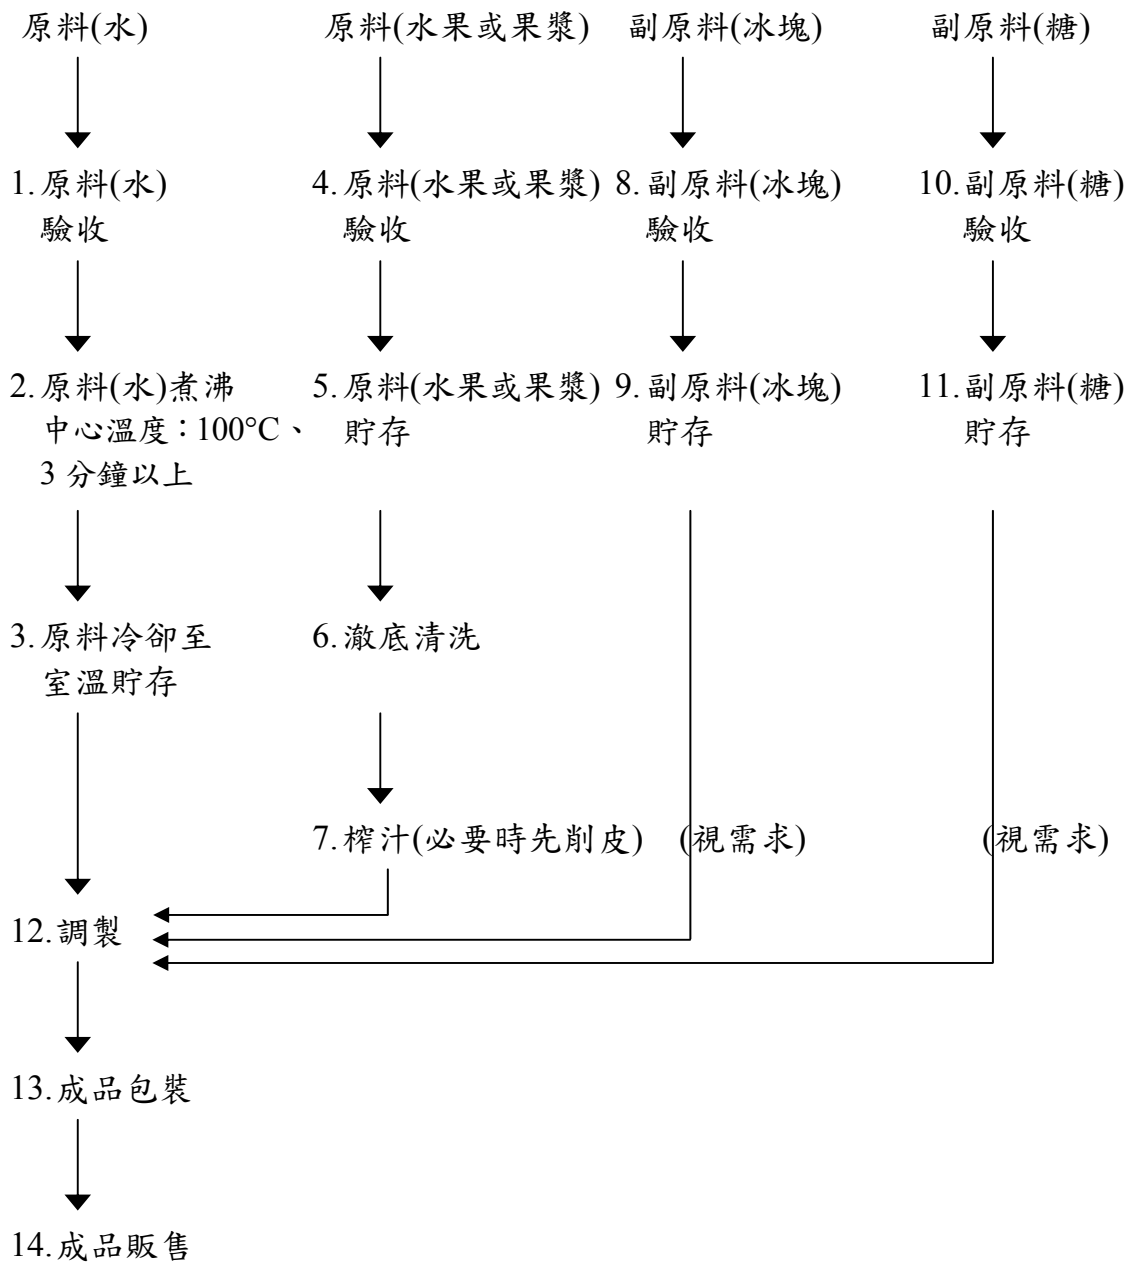 原料(水)
原料(水果或果漿)
副原料(冰塊)
副原料(糖)
1.原料(水)
驗收
4.原料(水果或果漿)
驗收
8.副原料(冰塊)
驗收
10.副原料(糖)
驗收
2.原料(水)煮沸
中心溫度：100°C、
3 分鐘以上
5.原料(水果或果漿)
貯存
9.副原料(冰塊)
貯存
11.副原料(糖)
貯存
3.原料冷卻至
室溫貯存
6.澈底清洗
7.榨汁(必要時先削皮)
(視需求)
(視需求)
12.調製
13.成品包裝
14.成品販售